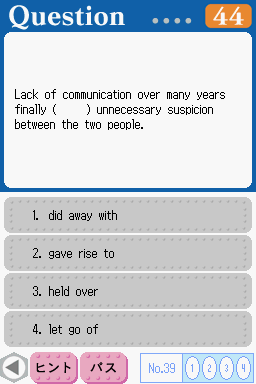 Question .... 44
Lack of communication over many years
finally (    ) unnecessary suspicion
between the two people.
1. did away with
2. gave rise to
3. held over
4. let go of
ヒント パス No.39 1 2 3 4